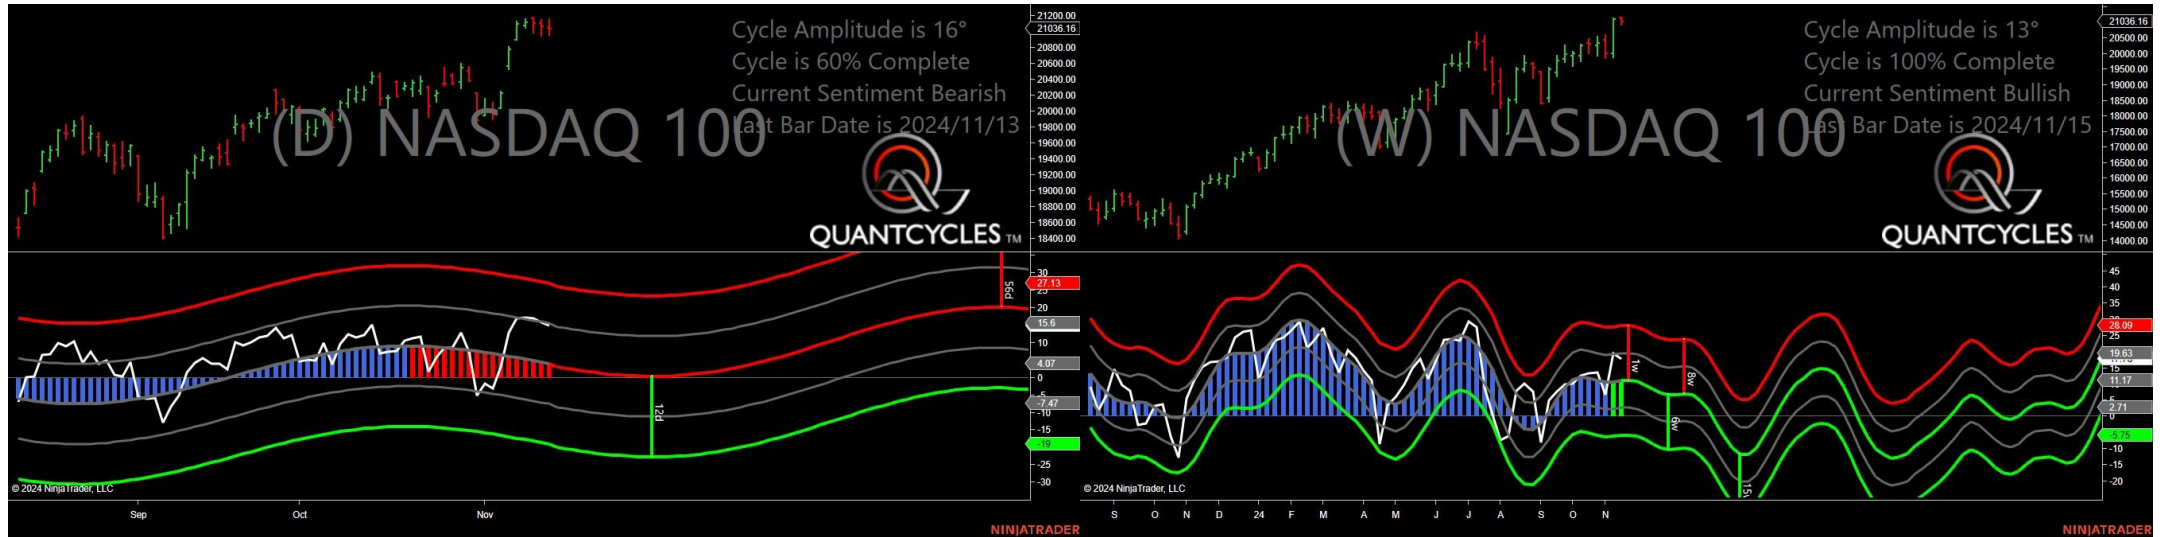 Cycle Amplitude is 16°
Cycle is 60% Complete
Current Sentiment Bearish
Last Bar Date is 2024/11/13
(D) NASDAQ 100
QUANTCYCLES TM
21200.00
21036.16
20800.00
20600.00
20400.00
20200.00
20000.00
19800.00
19600.00
19400.00
19200.00
19000.00
18800.00
18600.00
18400.00
56d
12d
30
27.13
25
20
15.6
10
4.07
0
-5
-7.47
-10
-15
-19
-25
-30
© 2024 NinjaTrader, LLC
Sep Oct Nov
NINJATRADER
Cycle Amplitude is 13°
Cycle is 100% Complete
Current Sentiment Bullish
Last Bar Date is 2024/11/15
(W) NASDAQ 100
QUANTCYCLES TM
21036.16
20500.00
20000.00
19500.00
19000.00
18500.00
18000.00
17500.00
17000.00
16500.00
16000.00
15500.00
15000.00
14500.00
14000.00
1w
8w
6w
45
40
35
28.09
25
19.63
15
11.17
5
2.71
0
-5.75
-10
-15
-20
© 2024 NinjaTrader, LLC
S O N D 24 F M A M J J A S O N
NINJATRADER